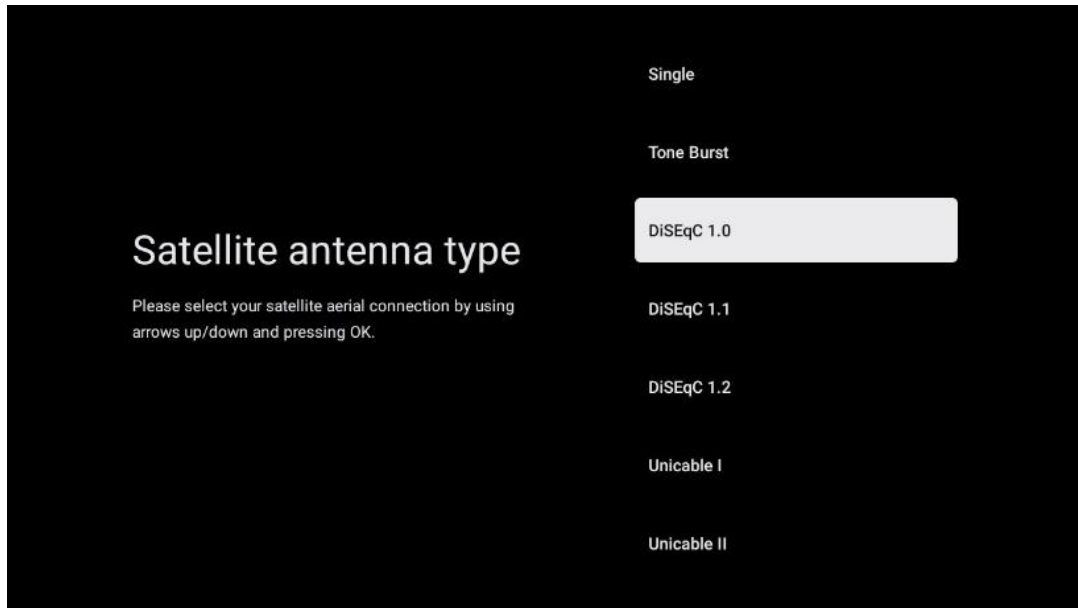 Satellite antenna type
Please select your satellite aerial connection by using
arrows up/down and pressing OK.
Single
Tone Burst
DiSEqC 1.0
DiSEqC 1.1
DiSEqC 1.2
Unicable I
Unicable II